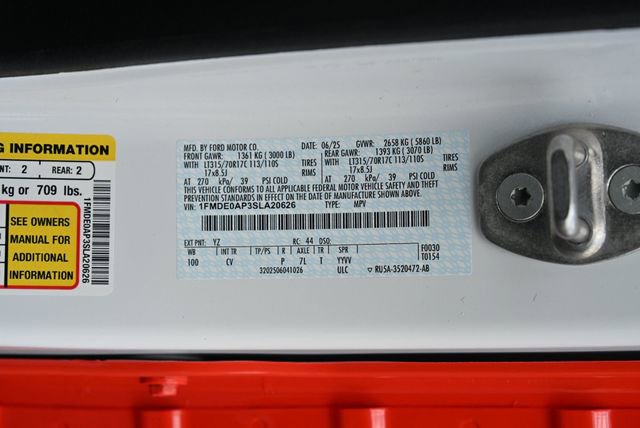 G INFORMATION
NT: 2 REAR: 2
kg or 709 lbs.
SEE OWNERS
MANUAL FOR
ADDITIONAL
INFORMATION
1FMDE0AP3SLA20626
MFD. BY FORD MOTOR CO. DATE: 06/25 GVWR: 2658 KG (5860 LB)
FRONT GAWR: 1361 KG (3000 LB) REAR GAWR: 1393 KG (3070 LB)
WITH LT315/70R17C 113/110S TIRES WITH LT315/70R17C 113/110S TIRES
17x8.5J RIMS 17x8.5J RIMS
AT 270 kPa/ 39 PSI COLD AT 270 kPa/ 39 PSI COLD
THIS VEHICLE CONFORMS TO ALL APPLICABLE FEDERAL MOTOR VEHICLE SAFETY
AND THEFT PREVENTION STANDARDS IN EFFECT ON THE DATE OF MANUFACTURE SHOWN ABOVE.
VIN: 1FMDE0AP3SLA20626 TYPE: MPV
EXT PNT: YZ RC: 44 DSO: F0030
WB INT TR TP/PS R AXLE TR SPR T0154
100 CV P 7L T YYVV
3202506041026 ULC ▽ RU5A-3520472-AB